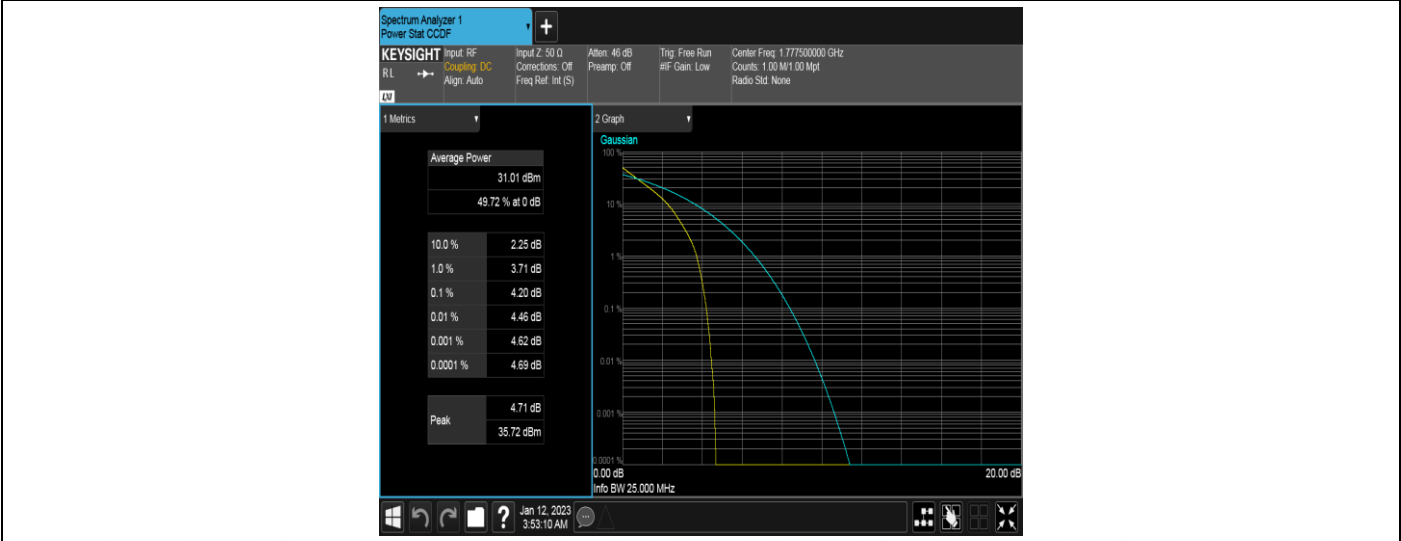 Spectrum Analyzer 1
Power Stat CCDF
+
KEYSIGHT
RL
LXI
Input: RF
Coupling: DC
Align: Auto
Input Z: 50 Ω
Corrections: Off
Freq Ref: Int (S)
Atten: 46 dB
Preamp: Off
Trig: Free Run
#IF Gain: Low
Center Freq: 1.777500000 GHz
Counts: 1.00 M/1.00 Mpt
Radio Std: None
1 Metrics
Average Power
31.01 dBm
49.72 % at 0 dB
10.0 % 2.25 dB
1.0 % 3.71 dB
0.1 % 4.20 dB
0.01 % 4.46 dB
0.001 % 4.62 dB
0.0001 % 4.69 dB
Peak
4.71 dB
35.72 dBm
2 Graph
Gaussian
100 %
10 %
1 %
0.1 %
0.01 %
0.001 %
0.0001 %
0.00 dB 20.00 dB
Info BW 25.000 MHz
?
Jan 12, 2023
3:53:10 AM